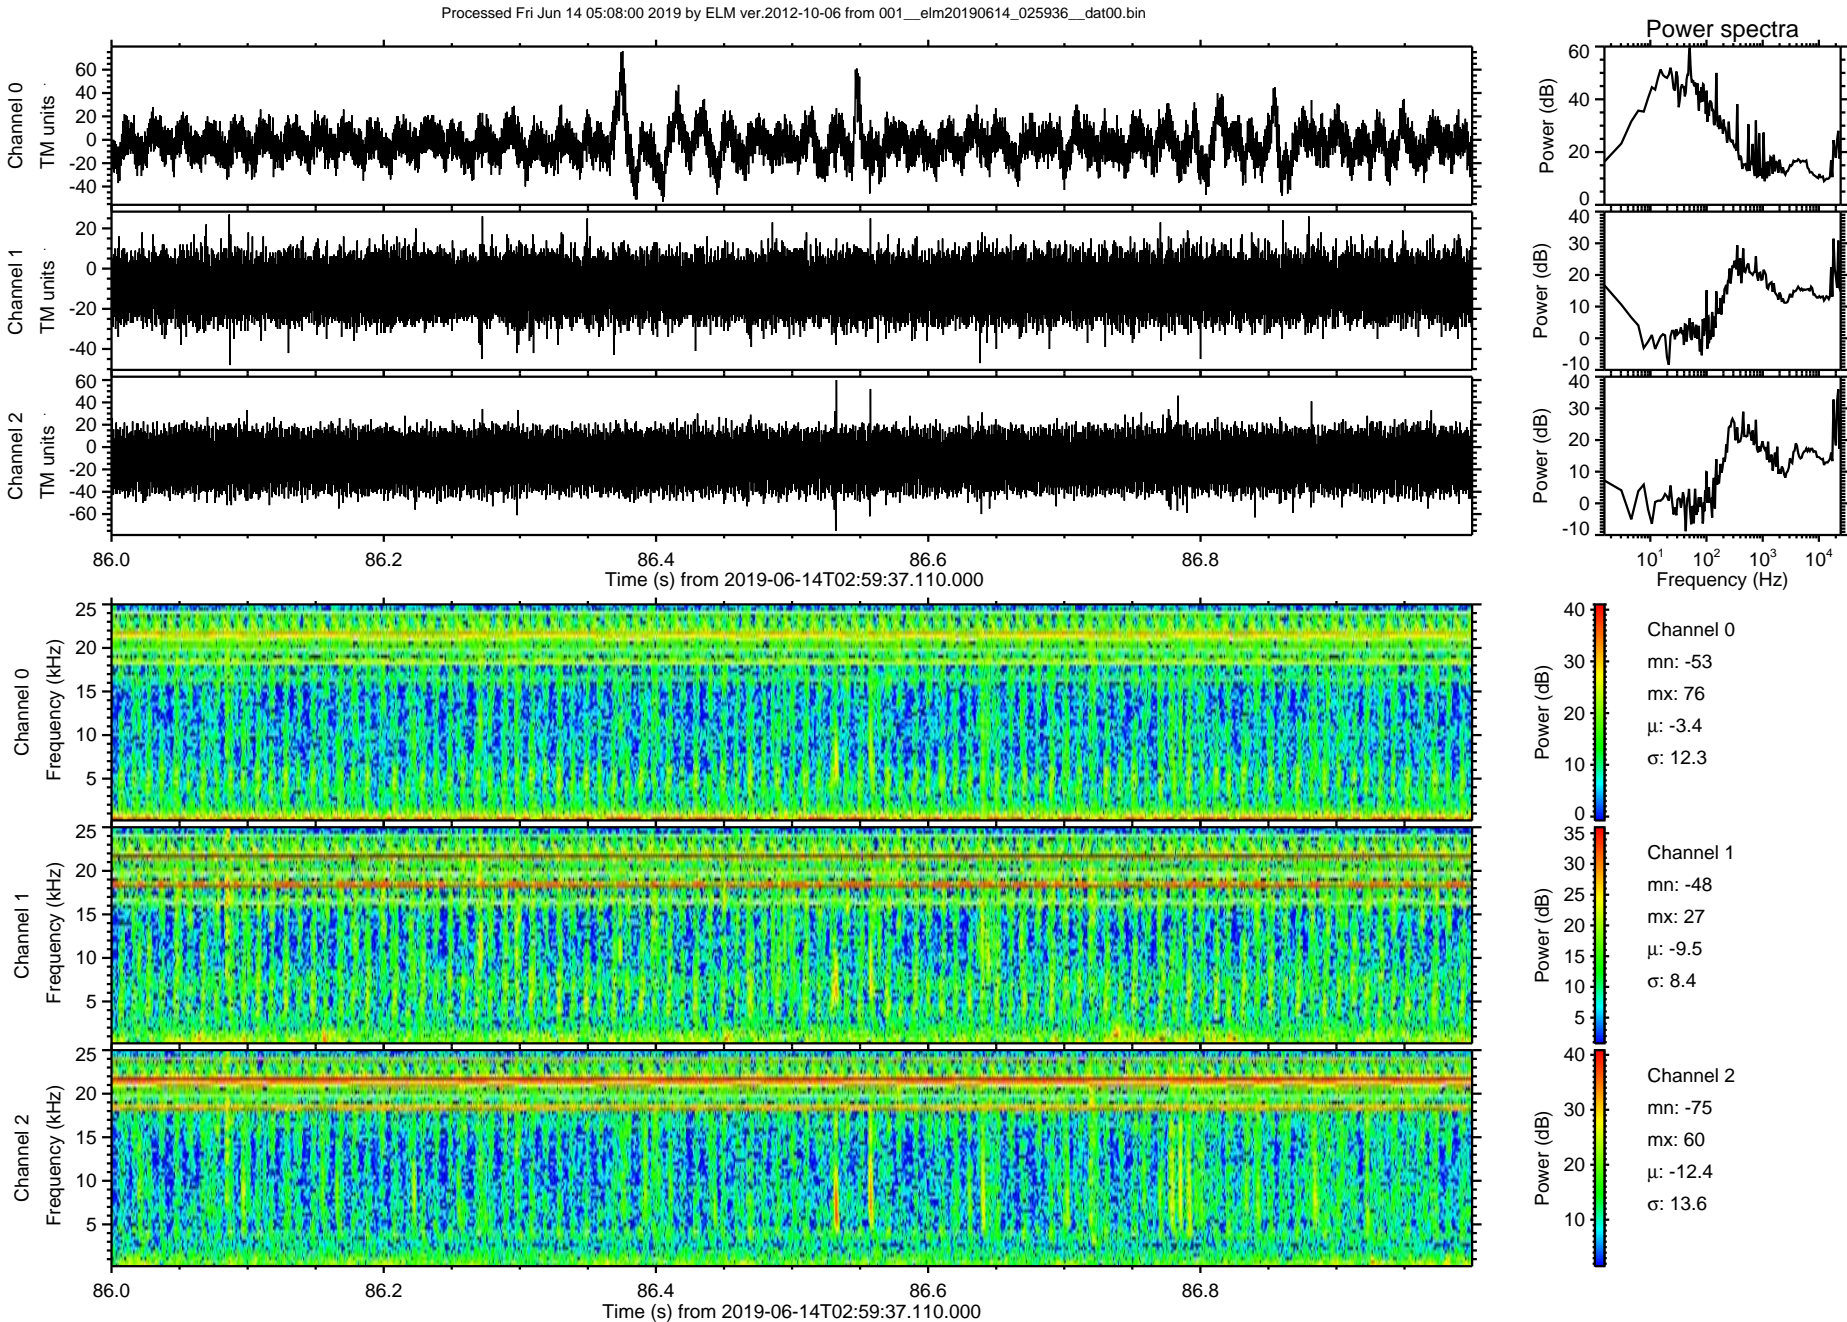 Processed Fri Jun 14 05:08:00 2019 by ELM ver.2012-10-06 from 001__elm20190614_025936__dat00.bin
Power spectra
Channel 0
TM units
60
40
20
0
-20
-40
Power (dB)
60
40
20
0
Channel 1
TM units
20
0
-20
-40
Power (dB)
40
30
20
10
0
-10
Channel 2
TM units
60
40
20
0
-20
-40
-60
Power (dB)
40
30
20
10
0
-10
86.0 86.2 86.4 86.6 86.8
Time (s) from 2019-06-14T02:59:37.110.000
10^1 10^2 10^3 10^4
Frequency (Hz)
Channel 0
Frequency (kHz)
25
20
15
10
5
Power (dB)
40
30
20
10
0
Channel 0
mn: -53
mx: 76
μ: -3.4
σ: 12.3
Channel 1
Frequency (kHz)
25
20
15
10
5
Power (dB)
35
30
25
20
15
10
5
Channel 1
mn: -48
mx: 27
μ: -9.5
σ: 8.4
Channel 2
Frequency (kHz)
25
20
15
10
5
Power (dB)
40
30
20
10
Channel 2
mn: -75
mx: 60
μ: -12.4
σ: 13.6
86.0 86.2 86.4 86.6 86.8
Time (s) from 2019-06-14T02:59:37.110.000